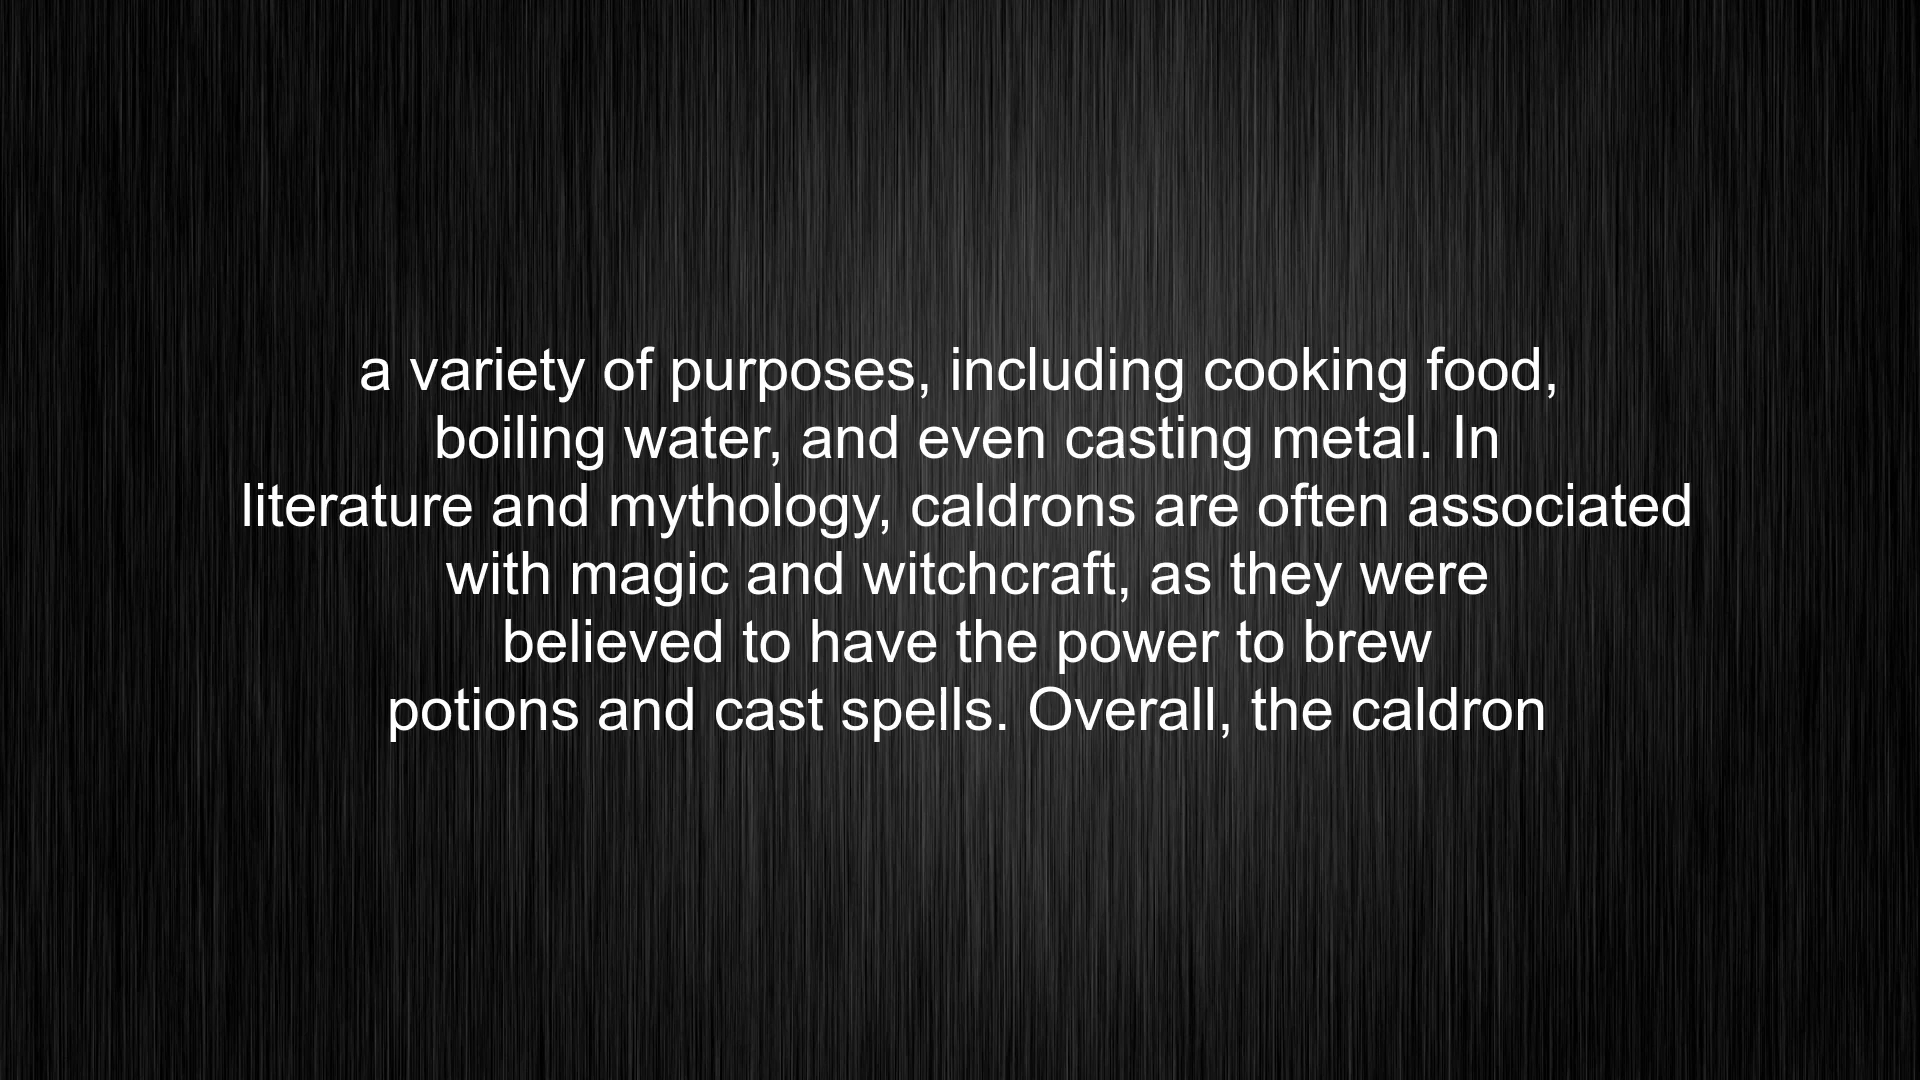 a variety of purposes, including cooking food,
boiling water, and even casting metal. In
literature and mythology, caldrons are often associated
with magic and witchcraft, as they were
believed to have the power to brew
potions and cast spells. Overall, the caldron